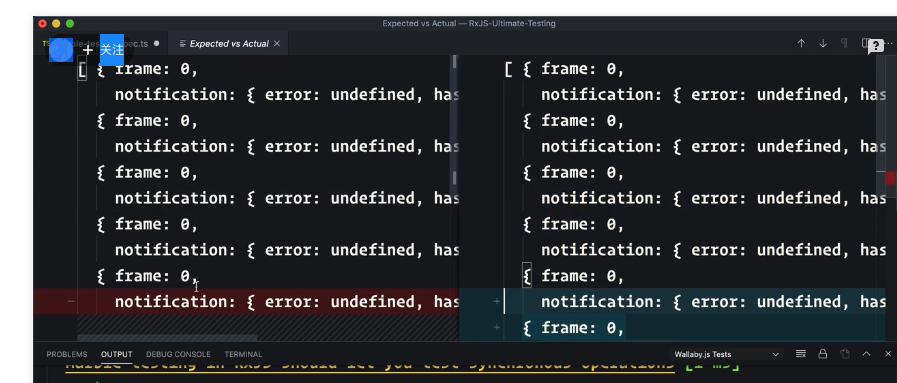 Expected vs Actual — RxJS-Ultimate-Testing
TS ec.ts ● Expected vs Actual ×
+ 关注
[ { frame: 0,
notification: { error: undefined, has
{ frame: 0,
notification: { error: undefined, has
{ frame: 0,
notification: { error: undefined, has
{ frame: 0,
notification: { error: undefined, has
{ frame: 0,
− notification: { error: undefined, has
[ { frame: 0,
notification: { error: undefined, has
{ frame: 0,
notification: { error: undefined, has
{ frame: 0,
notification: { error: undefined, has
{ frame: 0,
notification: { error: undefined, has
{ frame: 0,
+ notification: { error: undefined, has
+ { frame: 0,
PROBLEMS OUTPUT DEBUG CONSOLE TERMINAL Wallaby.js Tests
Marble testing in RxJS should let you test synchronous operations [1 ms]